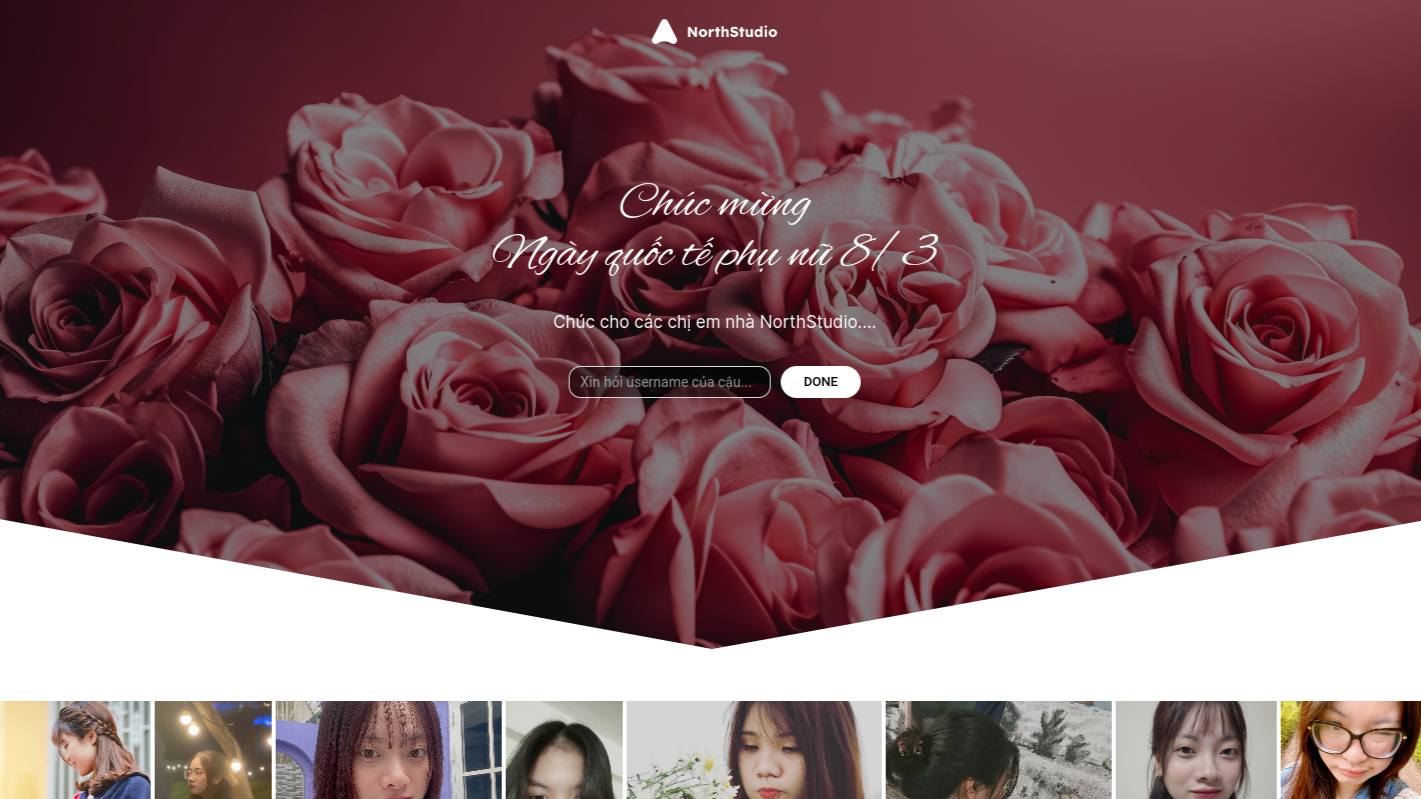 NorthStudio
Chúc mừng
Ngày quốc tế phụ nữ 8/3
Chúc cho các chị em nhà NorthStudio....
Xin hỏi username của cậu...
DONE